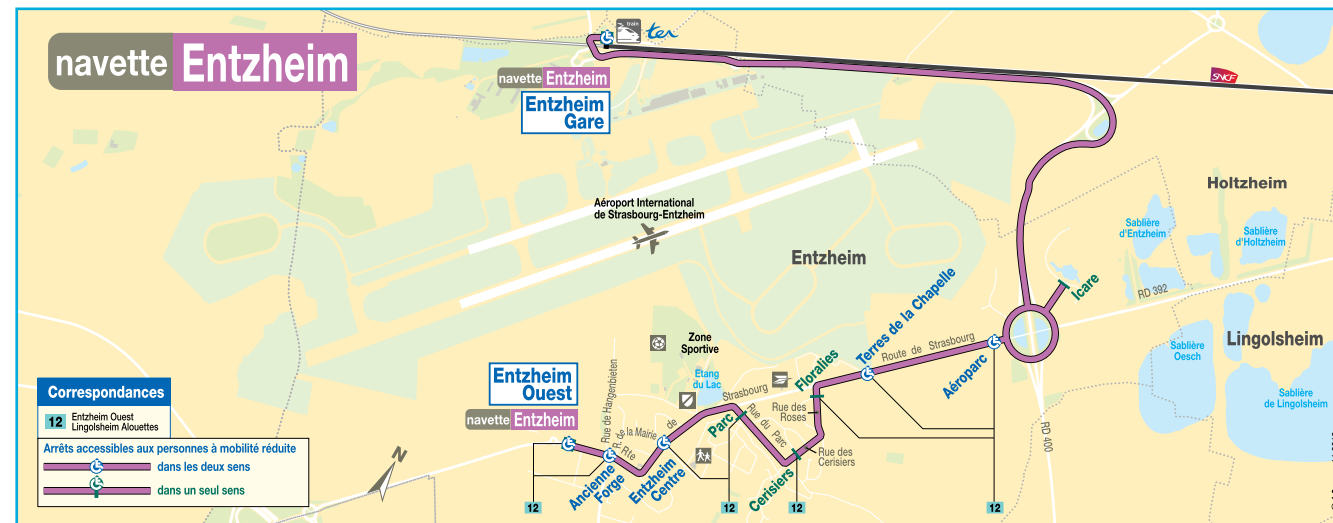 navette Entzheim
train
ter
navette Entzheim
Entzheim
Gare
SNCF
Aéroport International
de Strasbourg-Entzheim
Entzheim
Holtzheim
Sablière
d'Entzheim
Sablière
d'Holtzheim
RD 392
Icare
Lingolsheim
Sablière
Oesch
Sablière
de Lingolsheim
RD 400
Terres de la Chapelle
Route de Strasbourg
Aéroparc
Zone
Sportive
Etang
du Lac
Floralies
Strasbourg
de
Rte
Rue des
Roses
Rue du Parc
Parc
Rue des
Cerisiers
Cerisiers
Entzheim
Ouest
navette Entzheim
Rue de Hangenbieten
R. de la Mairie
Ancienne
Forge
Entzheim
Centre
12
12
12
12
N
Correspondances
12
Entzheim Ouest
Lingolsheim Alouettes
Arrêts accessibles aux personnes à mobilité réduite
dans les deux sens
dans un seul sens